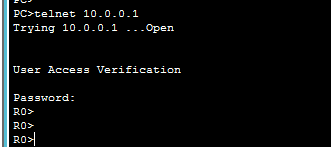 PC>telnet 10.0.0.1
Trying 10.0.0.1 ...Open
User Access Verification
Password:
R0>
R0>
R0>